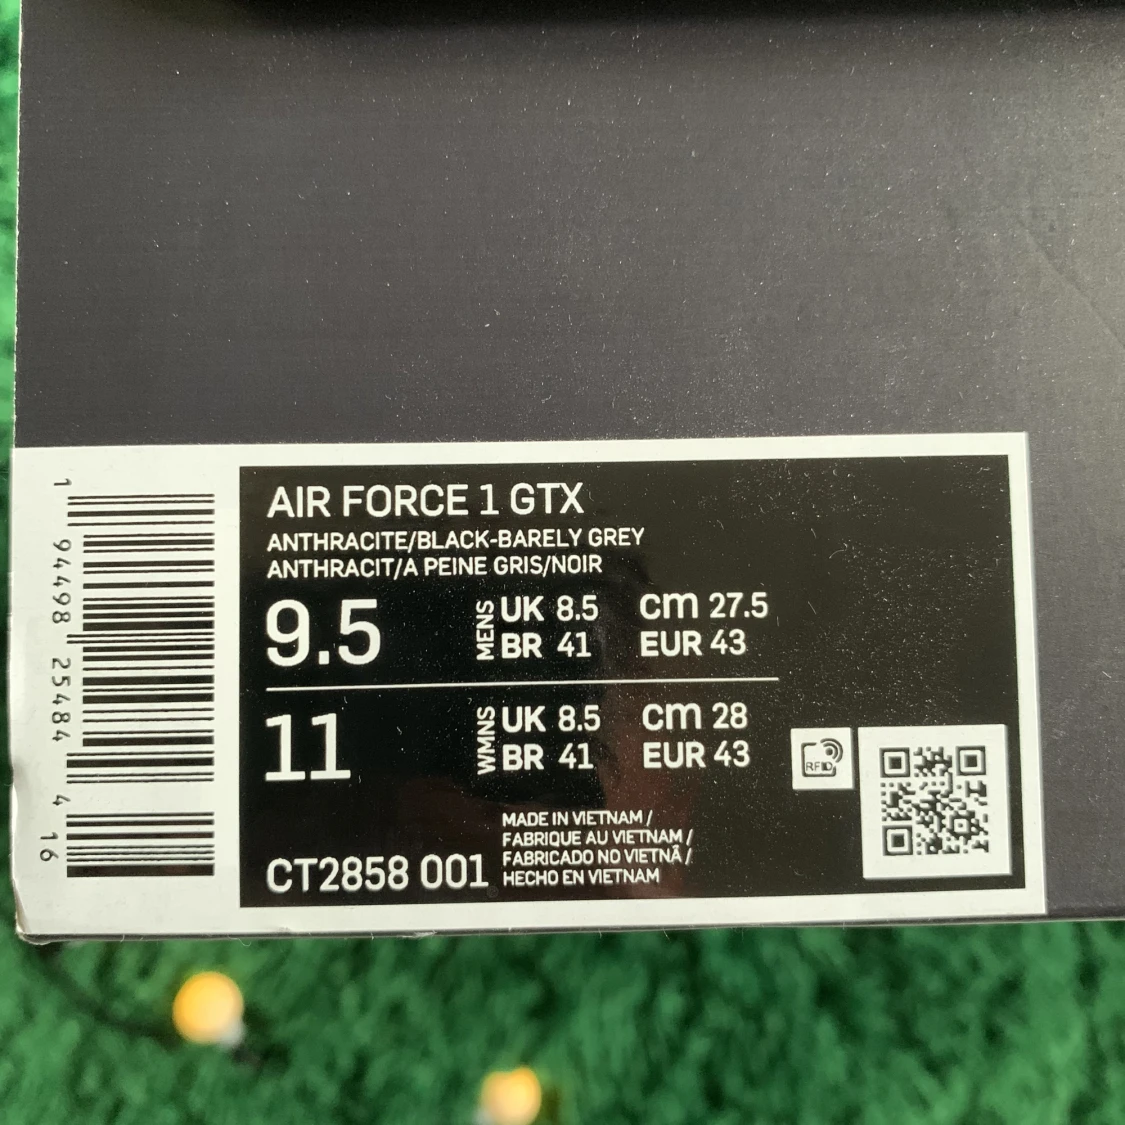 AIR FORCE 1 GTX
ANTHRACITE/BLACK-BARELY GREY
ANTHRACIT/A PEINE GRIS/NOIR
9.5
MENS
UK 8.5 cm 27.5
BR 41 EUR 43
11
WMNS
UK 8.5 cm 28
BR 41 EUR 43
RFID
MADE IN VIETNAM /
FABRIQUE AU VIETNAM /
FABRICADO NO VIETNÃ /
HECHO EN VIETNAM
CT2858 001
1 94498 25484 4 16